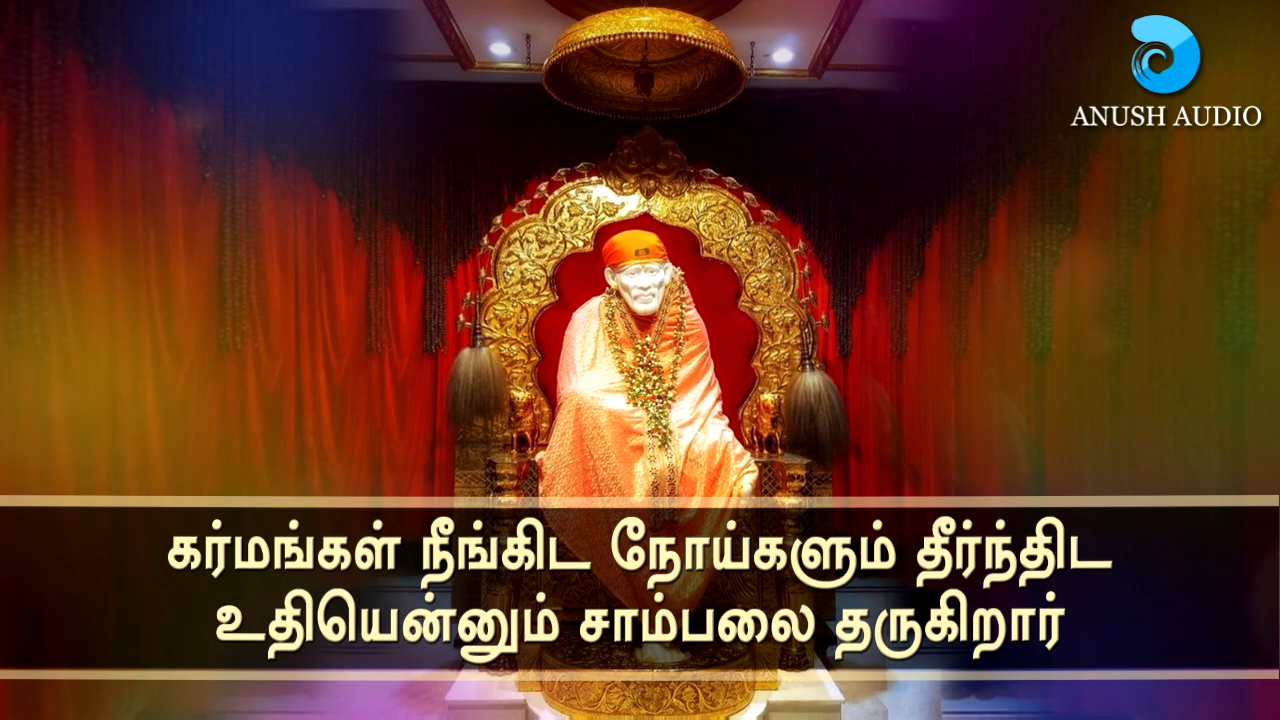 ANUSH AUDIO
கர்மங்கள் நீங்கிட நோய்களும் தீர்ந்திட
உதியென்னும் சாம்பலை தருகிறார்